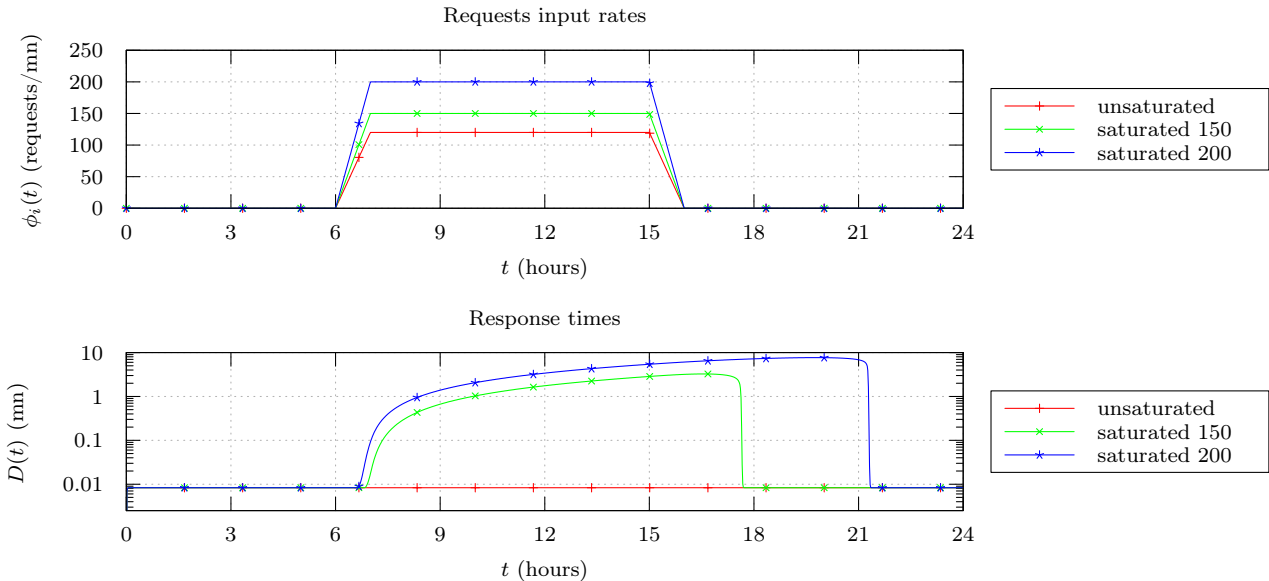 Requests input rates
ϕi(t) (requests/mn)
250
200
150
100
50
0
0 3 6 9 12 15 18 21 24
t (hours)
unsaturated
saturated 150
saturated 200
Response times
D(t) (mn)
10
1
0.1
0.01
0 3 6 9 12 15 18 21 24
t (hours)
unsaturated
saturated 150
saturated 200